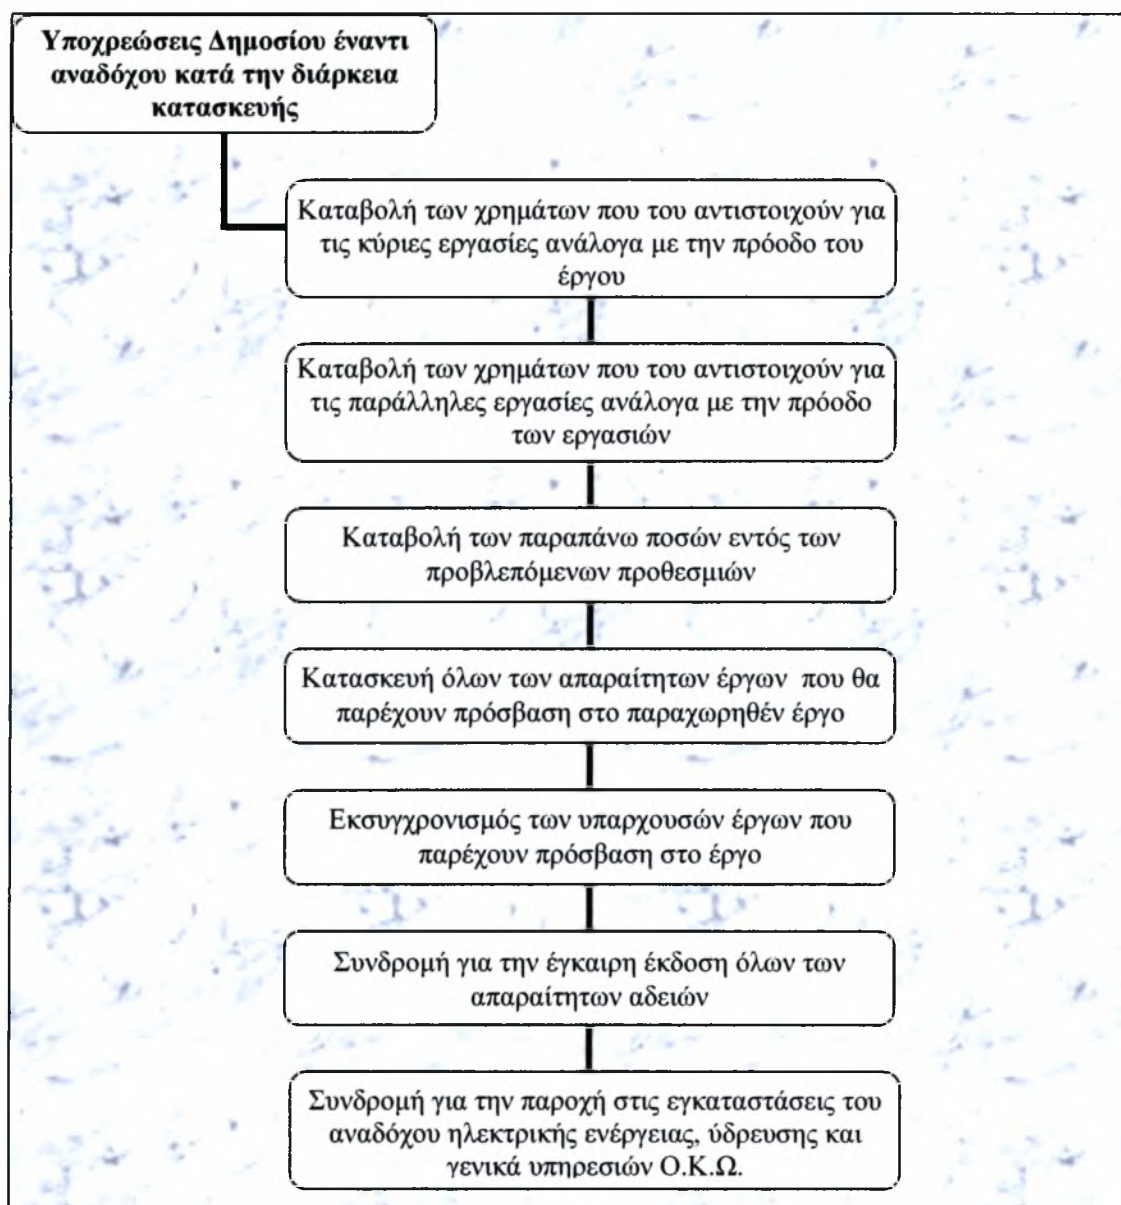 Υποχρεώσεις Δημοσίου έναντι
αναδόχου κατά την διάρκεια
κατασκευής
Καταβολή των χρημάτων που του αντιστοιχούν για
τις κύριες εργασίες ανάλογα με την πρόοδο του
έργου
Καταβολή των χρημάτων που του αντιστοιχούν για
τις παράλληλες εργασίες ανάλογα με την πρόοδο
των εργασιών
Καταβολή των παραπάνω ποσών εντός των
προβλεπόμενων προθεσμιών
Κατασκευή όλων των απαραίτητων έργων που θα
παρέχουν πρόσβαση στο παραχωρηθέν έργο
Εκσυγχρονισμός των υπαρχουσών έργων που
παρέχουν πρόσβαση στο έργο
Συνδρομή για την έγκαιρη έκδοση όλων των
απαραίτητων αδειών
Συνδρομή για την παροχή στις εγκαταστάσεις του
αναδόχου ηλεκτρικής ενέργειας, ύδρευσης και
γενικά υπηρεσιών Ο.Κ.Ω.